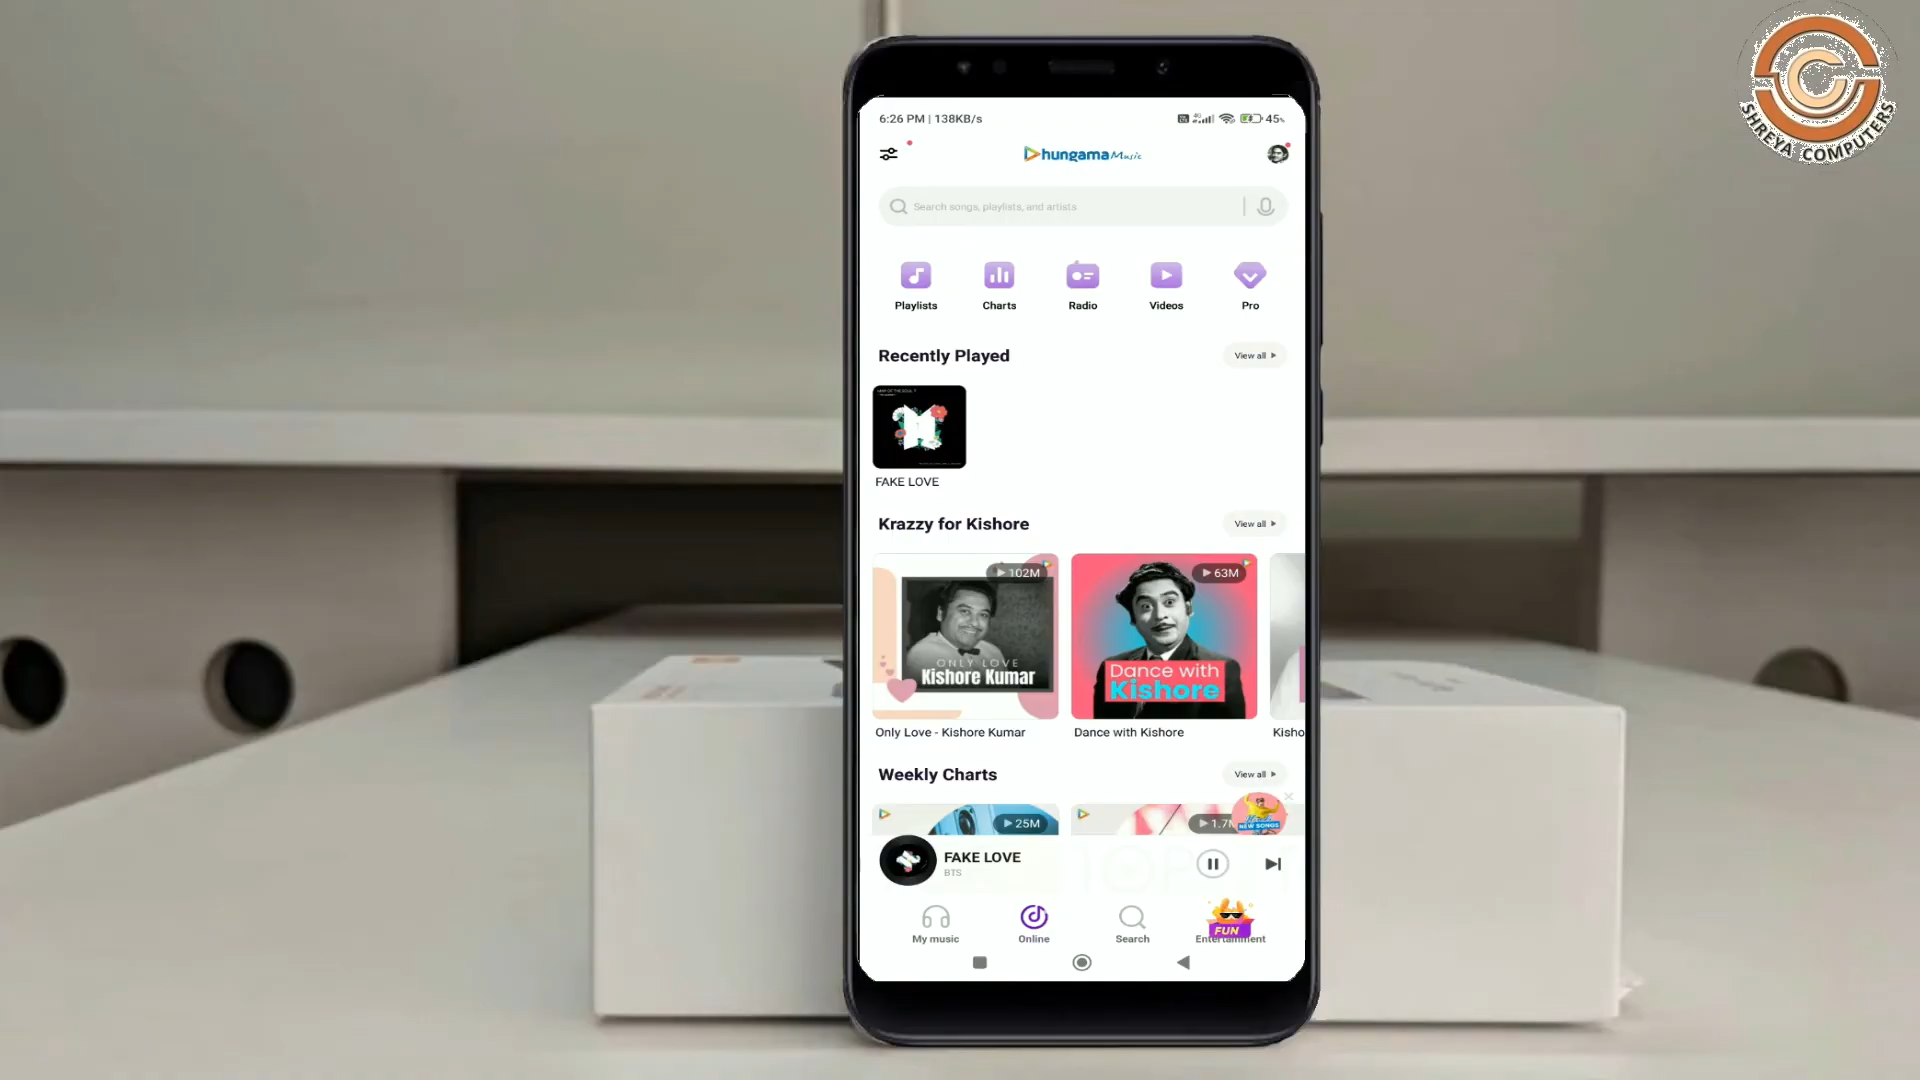 SHREYA COMPUTERS
6:26 PM | 138KB/s
45%
hungama Music
Search songs, playlists, and artists
Playlists
Charts
Radio
Videos
Pro
Recently Played
View all
FAKE LOVE
Krazzy for Kishore
View all
102M
63M
ONLY LOVE
Kishore Kumar
Dance with
Kishore
Only Love - Kishore Kumar
Dance with Kishore
Kisho
Weekly Charts
View all
25M
1.7M
NEW SONGS
FAKE LOVE
BTS
FUN
My music
Online
Search
Entertainment